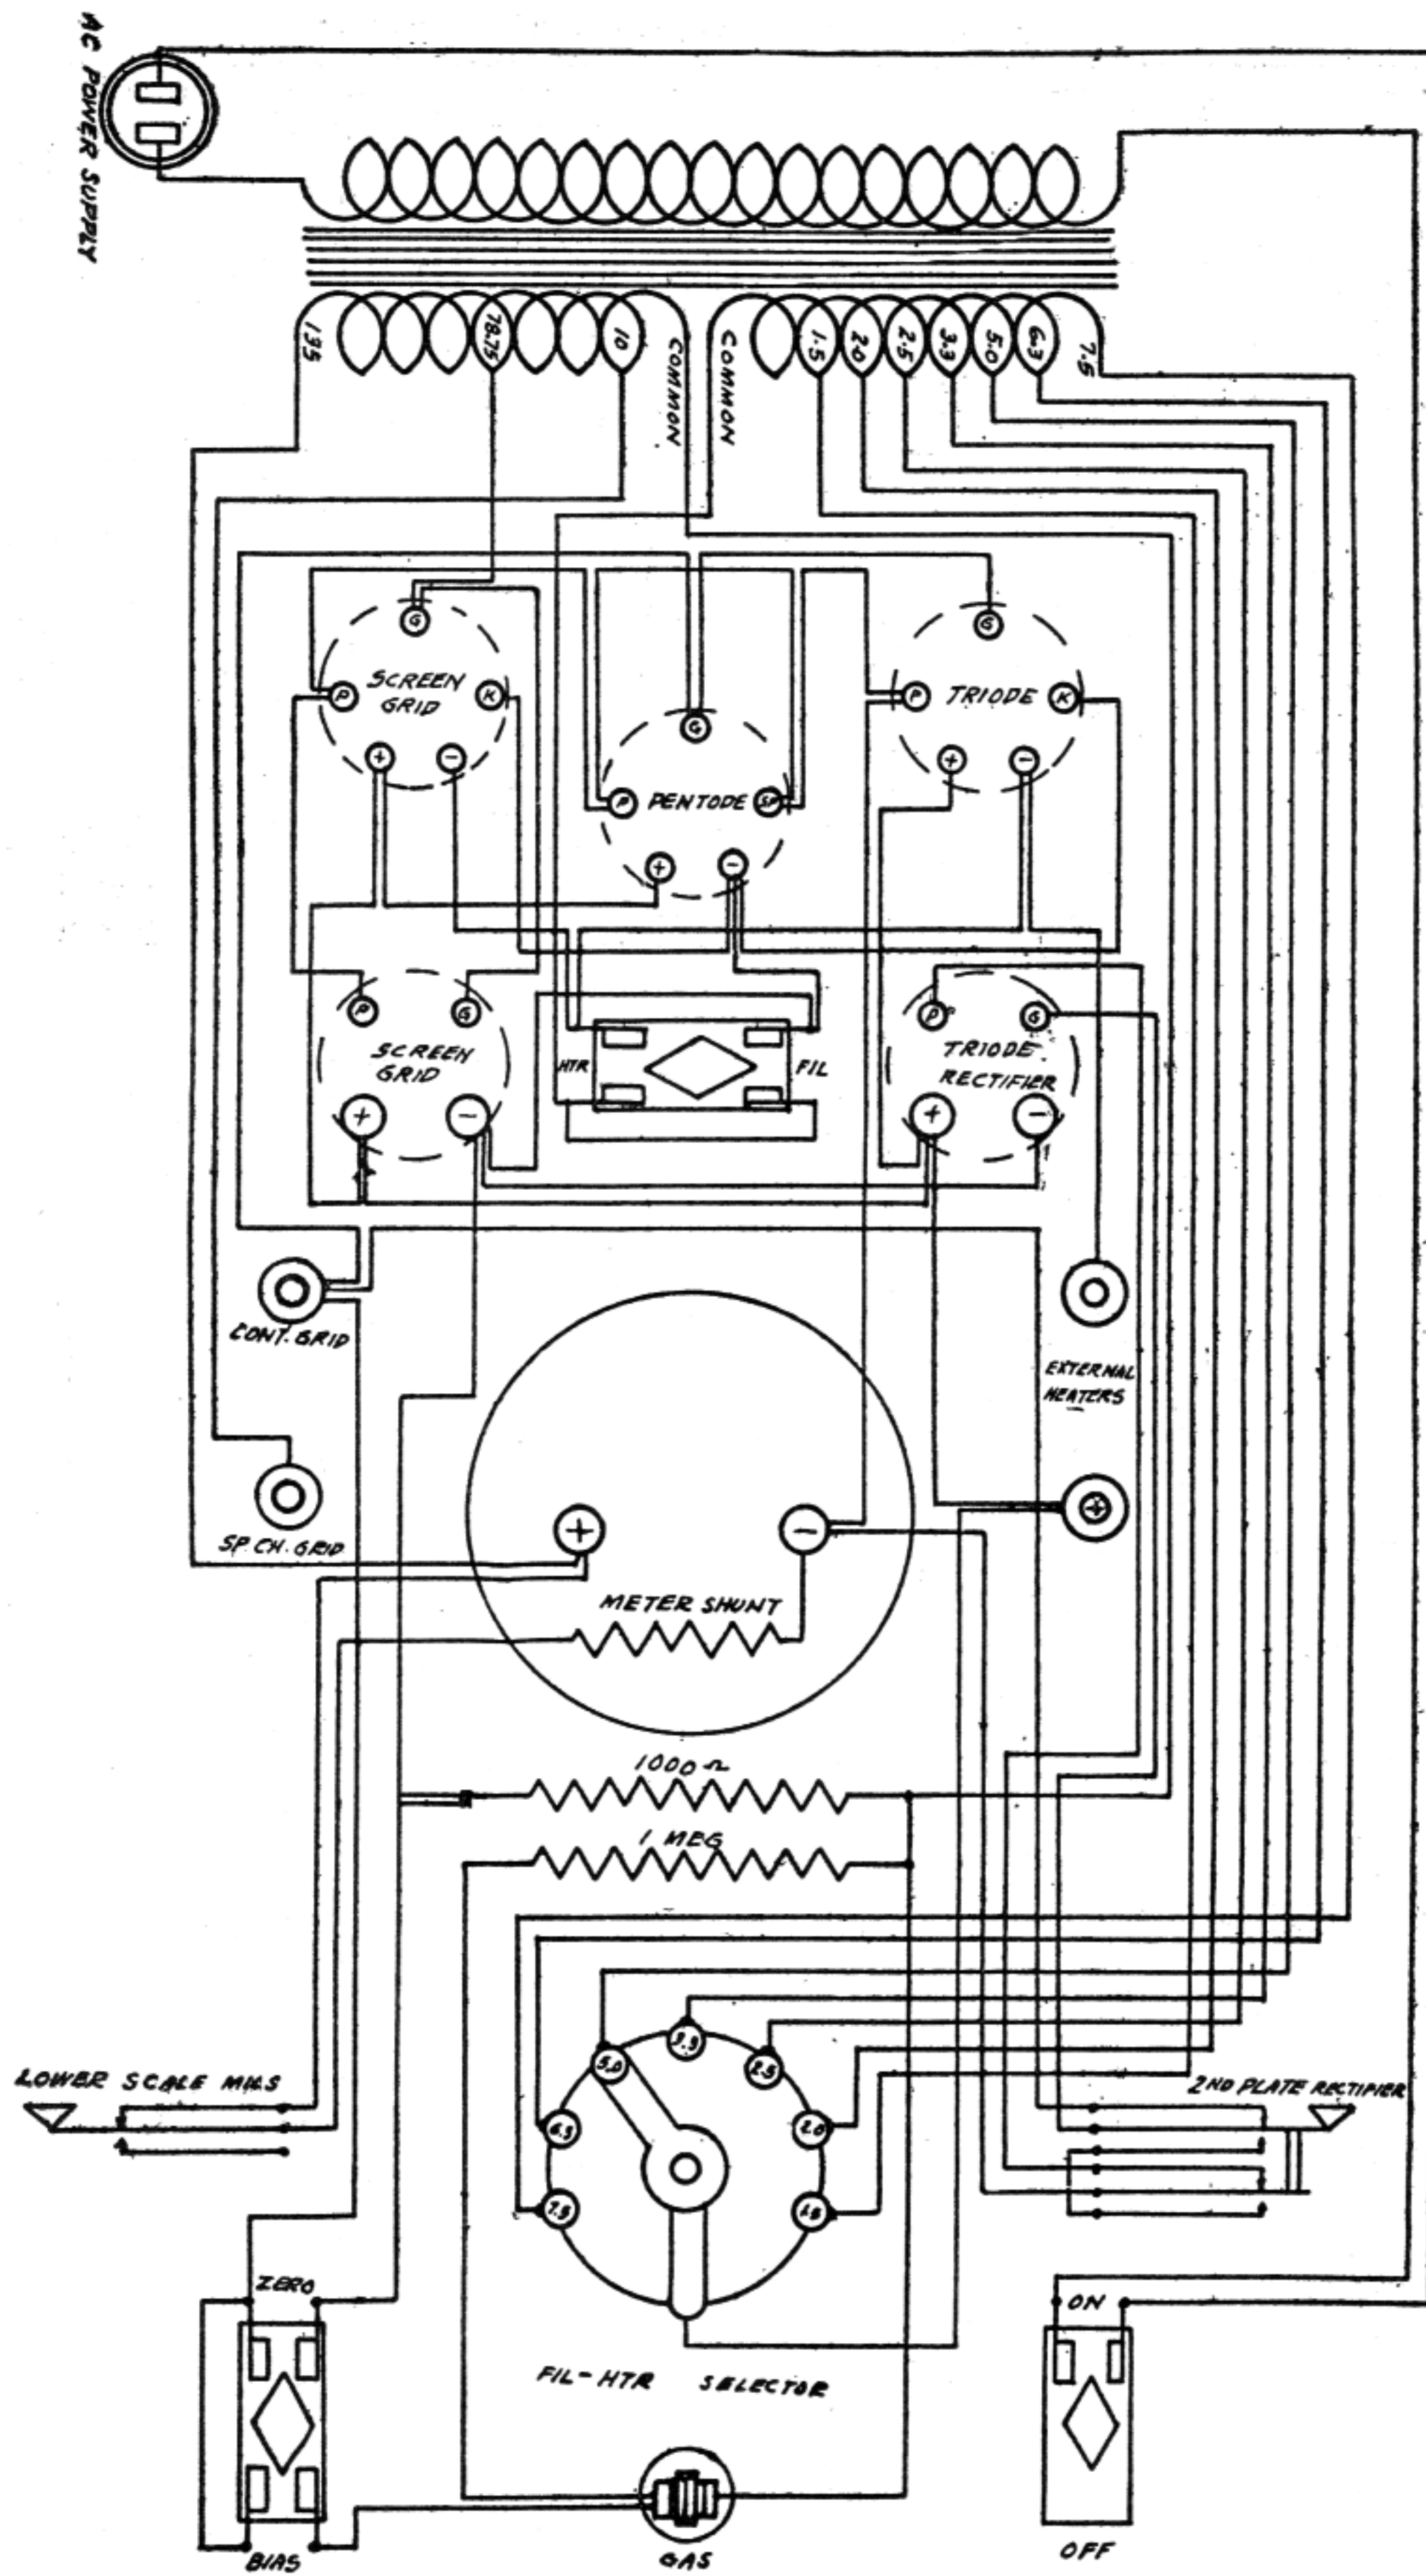 AC POWER SUPPLY
135
78.75
10
COMMON
COMMON
1.5
2.0
2.5
3.3
5.0
6.3
7.5
G
P
SCREEN
GRID
K
+
-
G
P
PENTODE
SP
+
-
G
P
TRIODE
K
+
-
P
G
SCREEN
GRID
+
-
HTR
FIL
P
G
TRIODE
RECTIFIER
+
-
CONT. GRID
EXTERNAL
HEATERS
+
SP. CH. GRID
+
-
METER SHUNT
1000 Ω
1 MEG
LOWER SCALE MILS
2ND PLATE RECTIFIER
3.3
5.0
2.5
6.3
2.0
7.5
1.5
ZERO
ON
FIL-HTR SELECTOR
BIAS
GAS
OFF